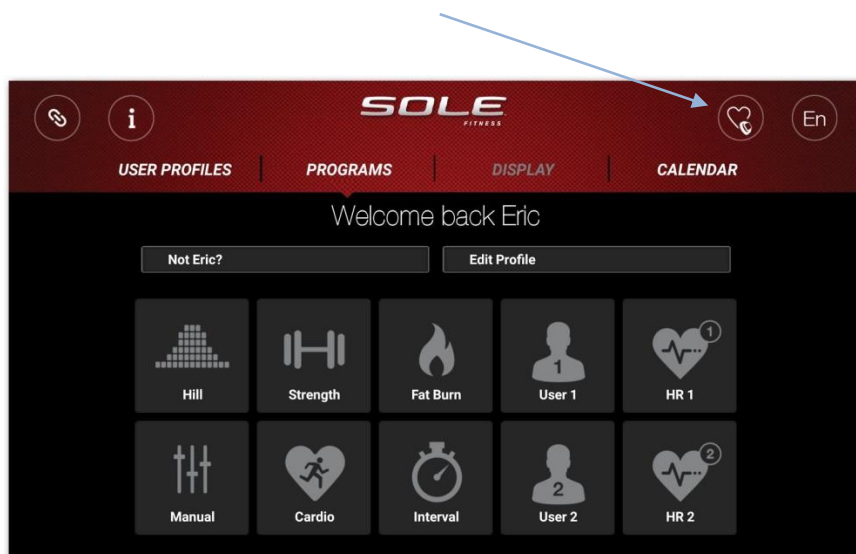 SOLE
FITNESS
i
En
USER PROFILES PROGRAMS DISPLAY CALENDAR
Welcome back Eric
Not Eric? Edit Profile
1 1
Hill Strength Fat Burn User 1 HR 1
2 2
Manual Cardio Interval User 2 HR 2